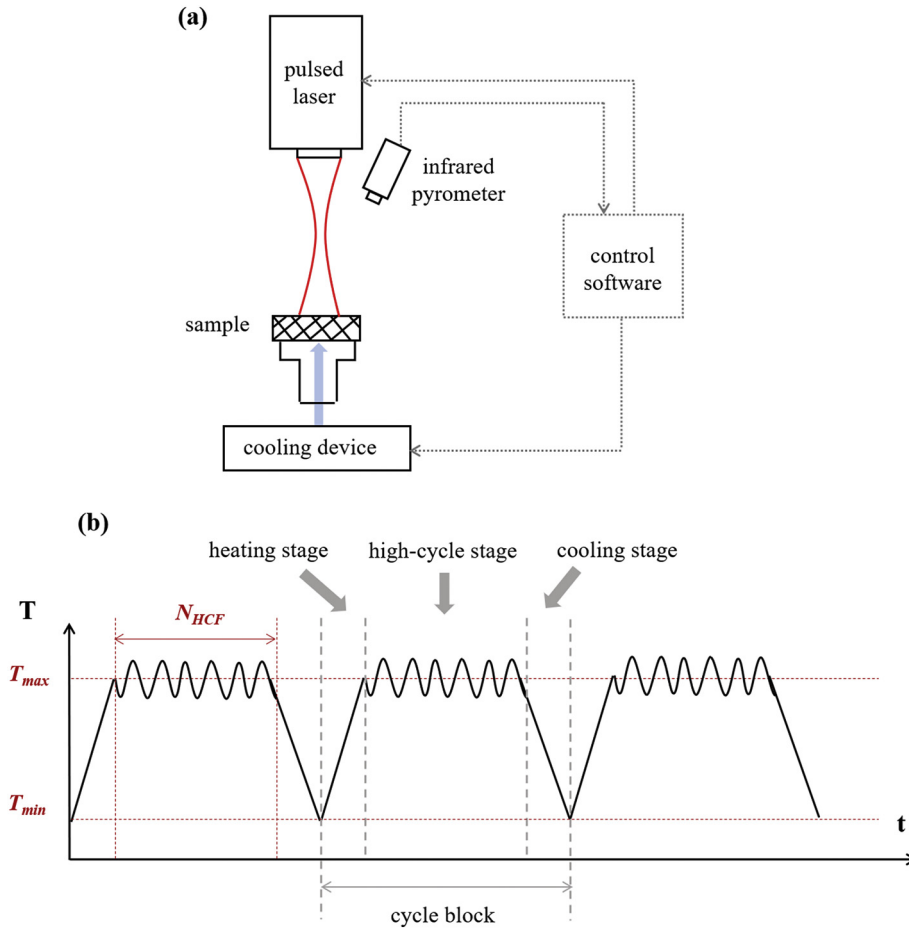 (a)
pulsed
laser
infrared
pyrometer
control
software
sample
cooling device
(b)
heating stage
high-cycle stage
cooling stage
T
N_HCF
T_max
T_min
t
cycle block